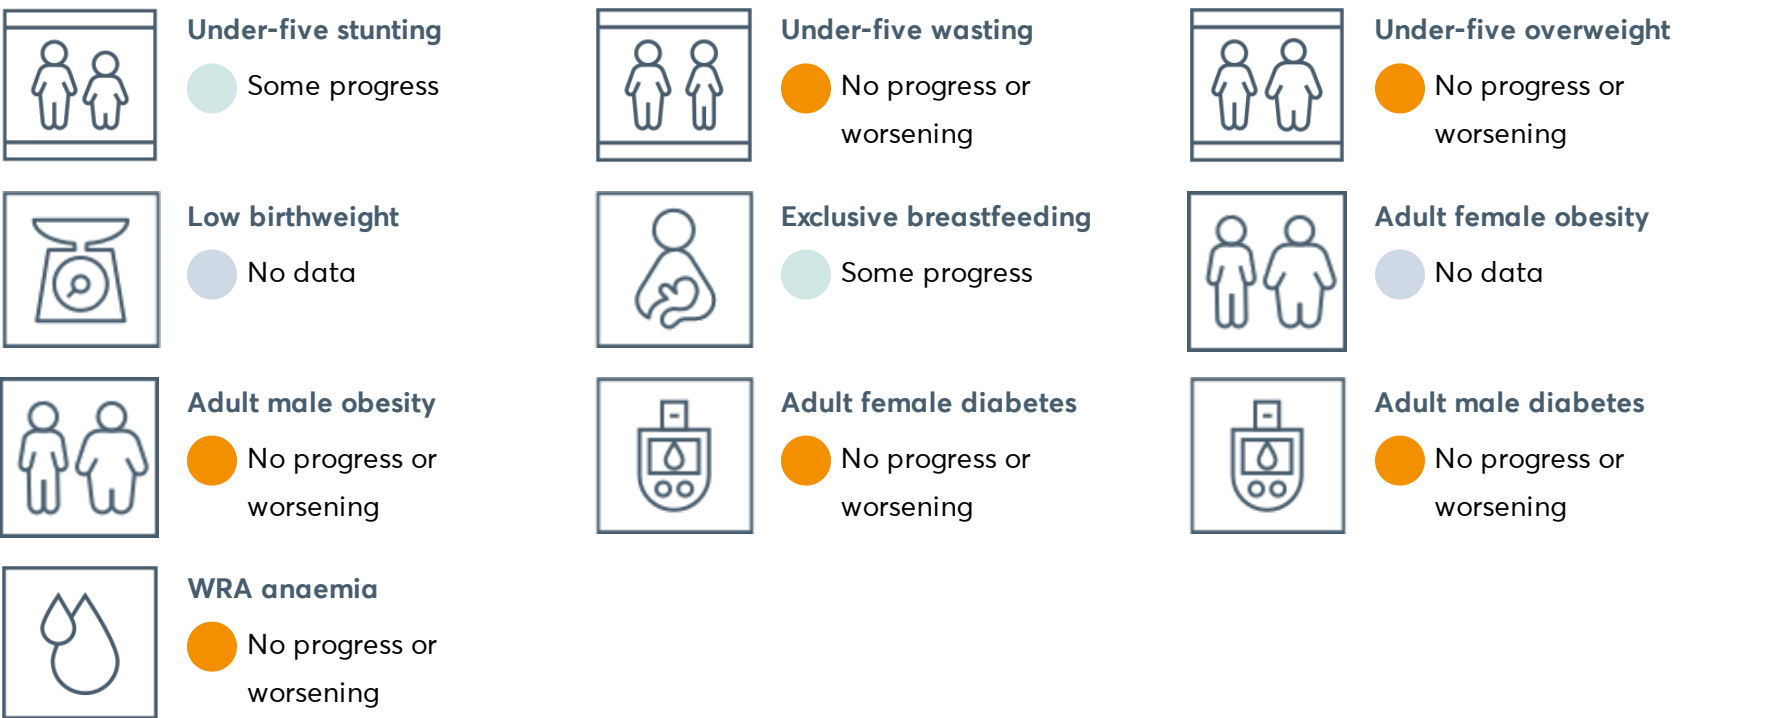 Under-five stunting
Some progress
Under-five wasting
No progress or
worsening
Under-five overweight
No progress or
worsening
Low birthweight
No data
Exclusive breastfeeding
Some progress
Adult female obesity
No data
Adult male obesity
No progress or
worsening
Adult female diabetes
No progress or
worsening
Adult male diabetes
No progress or
worsening
WRA anaemia
No progress or
worsening